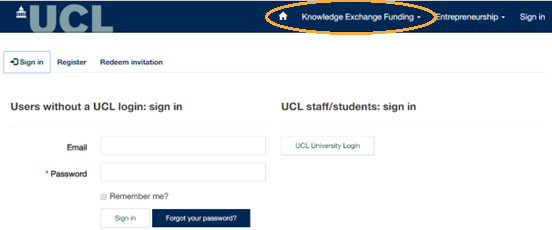 UCL
Knowledge Exchange Funding Entrepreneurship Sign in
Sign in Register Redeem invitation
Users without a UCL login: sign in
UCL staff/students: sign in
Email
UCL University Login
* Password
Remember me?
Sign in Forgot your password?